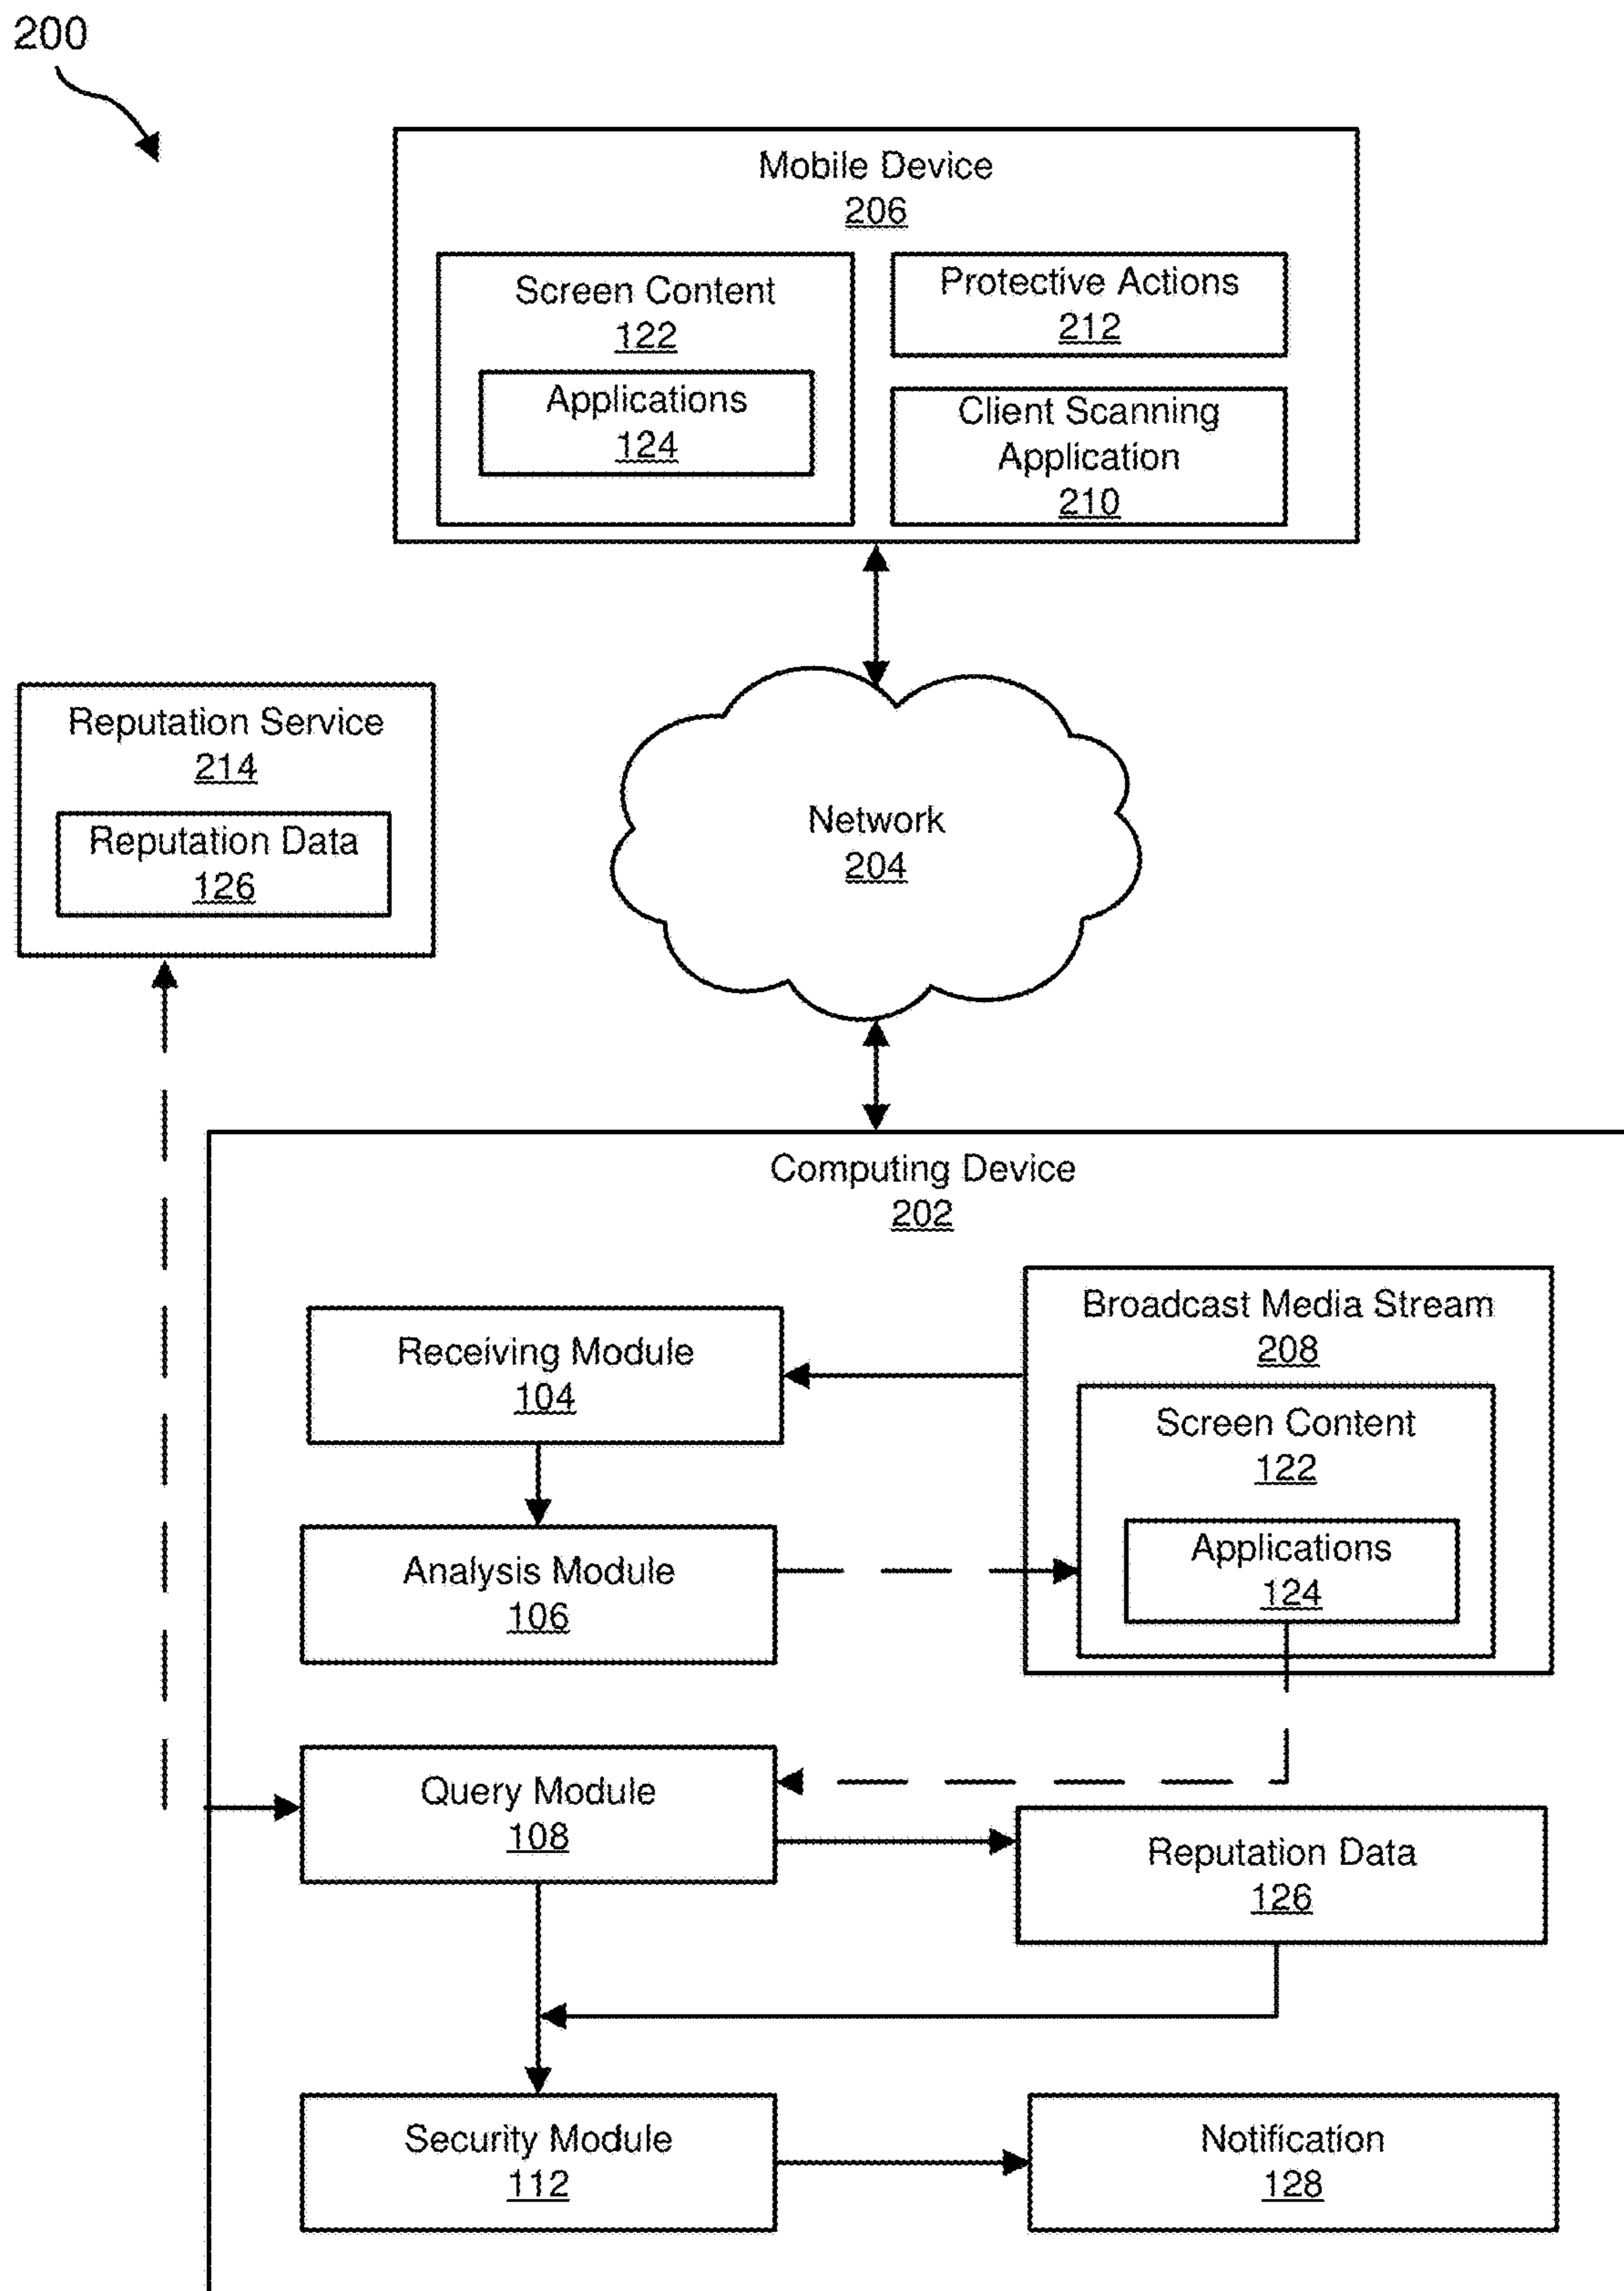 200
Mobile Device
206
Screen Content
122
Applications
124
Protective Actions
212
Client Scanning
Application
210
Reputation Service
214
Reputation Data
126
Network
204
Computing Device
202
Receiving Module
104
Broadcast Media Stream
208
Screen Content
122
Applications
124
Analysis Module
106
Query Module
108
Reputation Data
126
Security Module
112
Notification
128